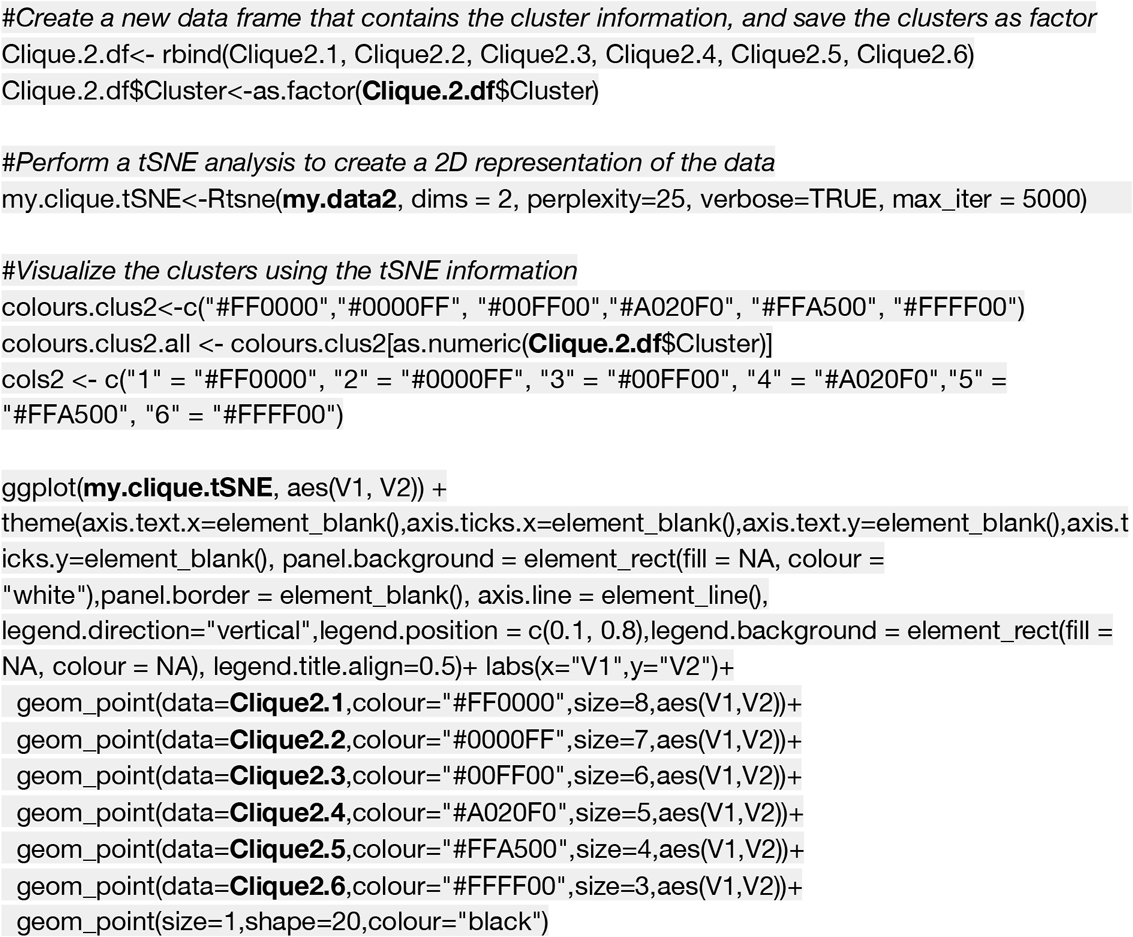 #Create a new data frame that contains the cluster information, and save the clusters as factor
Clique.2.df<- rbind(Clique2.1, Clique2.2, Clique2.3, Clique2.4, Clique2.5, Clique2.6)
Clique.2.df$Cluster<-as.factor(Clique.2.df$Cluster)
#Perform a tSNE analysis to create a 2D representation of the data
my.clique.tSNE<-Rtsne(my.data2, dims = 2, perplexity=25, verbose=TRUE, max_iter = 5000)
#Visualize the clusters using the tSNE information
colours.clus2<-c("#FF0000","#0000FF", "#00FF00","#A020F0", "#FFA500", "#FFFF00")
colours.clus2.all <- colours.clus2[as.numeric(Clique.2.df$Cluster)]
cols2 <- c("1" = "#FF0000", "2" = "#0000FF", "3" = "#00FF00", "4" = "#A020F0","5" =
"#FFA500", "6" = "#FFFF00")
ggplot(my.clique.tSNE, aes(V1, V2)) +
theme(axis.text.x=element_blank(),axis.ticks.x=element_blank(),axis.text.y=element_blank(),axis.t
icks.y=element_blank(), panel.background = element_rect(fill = NA, colour =
"white"),panel.border = element_blank(), axis.line = element_line(),
legend.direction="vertical",legend.position = c(0.1, 0.8),legend.background = element_rect(fill =
NA, colour = NA), legend.title.align=0.5)+ labs(x="V1",y="V2")+
geom_point(data=Clique2.1,colour="#FF0000",size=8,aes(V1,V2))+
geom_point(data=Clique2.2,colour="#0000FF",size=7,aes(V1,V2))+
geom_point(data=Clique2.3,colour="#00FF00",size=6,aes(V1,V2))+
geom_point(data=Clique2.4,colour="#A020F0",size=5,aes(V1,V2))+
geom_point(data=Clique2.5,colour="#FFA500",size=4,aes(V1,V2))+
geom_point(data=Clique2.6,colour="#FFFF00",size=3,aes(V1,V2))+
geom_point(size=1,shape=20,colour="black")